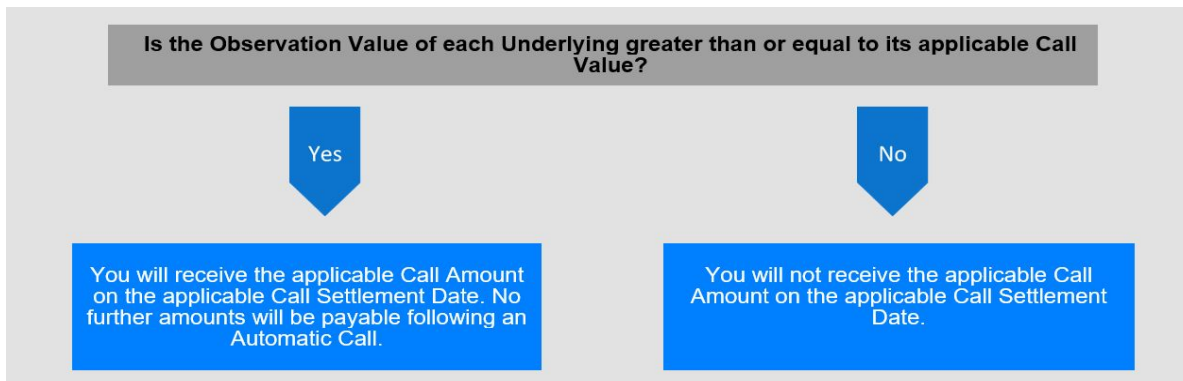 Is the Observation Value of each Underlying greater than or equal to its applicable Call
Value?
Yes
No
You will receive the applicable Call Amount
on the applicable Call Settlement Date. No
further amounts will be payable following an
Automatic Call.
You will not receive the applicable Call
Amount on the applicable Call Settlement
Date.